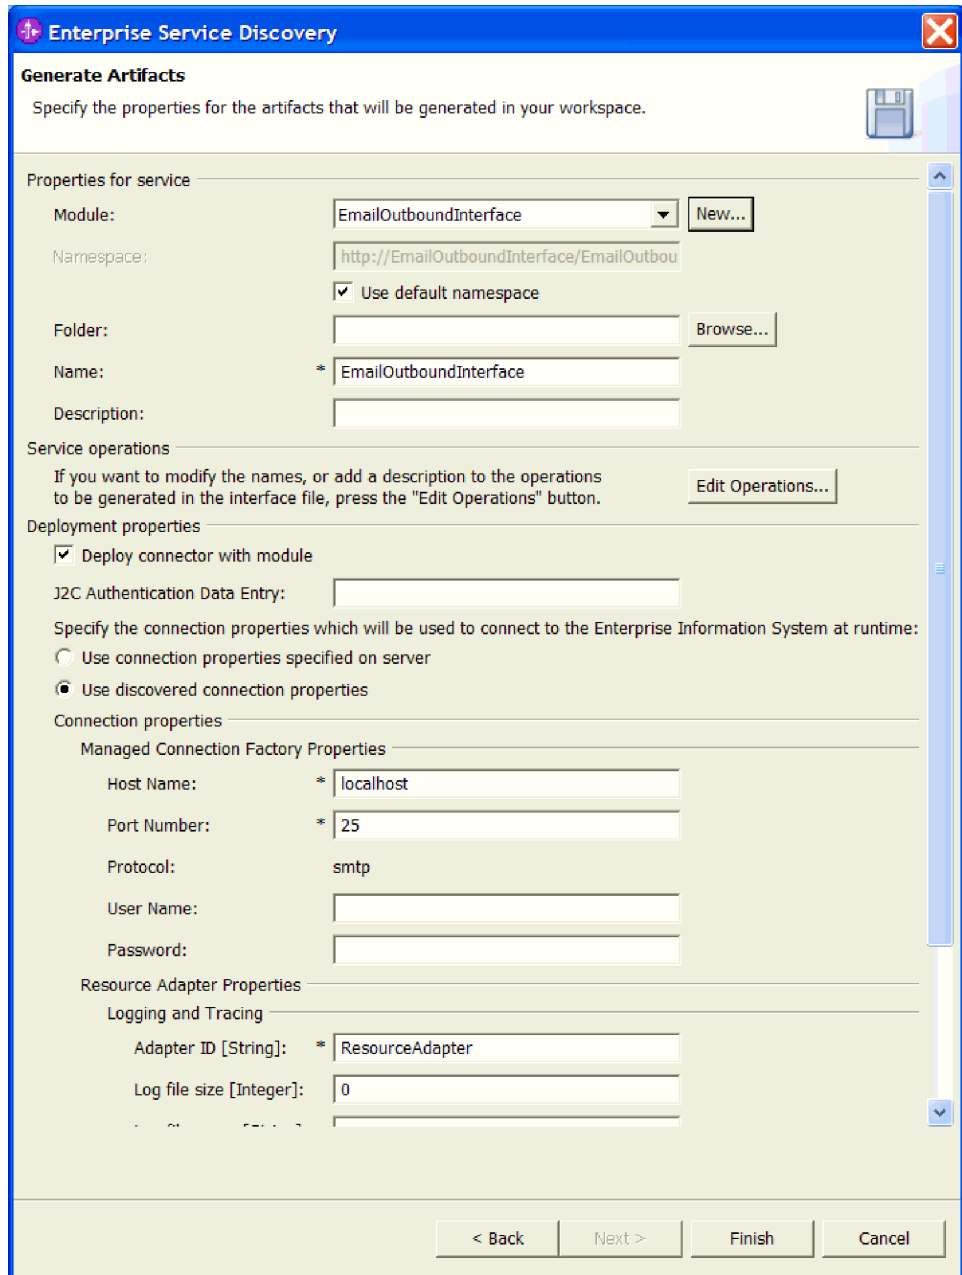 Enterprise Service Discovery
Generate Artifacts
Specify the properties for the artifacts that will be generated in your workspace.
Properties for service
Module: EmailOutboundInterface New...
Namespace: http://EmailOutboundInterface/EmailOutbou
Use default namespace
Folder: Browse...
Name: * EmailOutboundInterface
Description:
Service operations
If you want to modify the names, or add a description to the operations
to be generated in the interface file, press the "Edit Operations" button.
Edit Operations...
Deployment properties
Deploy connector with module
J2C Authentication Data Entry:
Specify the connection properties which will be used to connect to the Enterprise Information System at runtime:
Use connection properties specified on server
Use discovered connection properties
Connection properties
Managed Connection Factory Properties
Host Name: * localhost
Port Number: * 25
Protocol: smtp
User Name:
Password:
Resource Adapter Properties
Logging and Tracing
Adapter ID [String]: * ResourceAdapter
Log file size [Integer]: 0
< Back Next > Finish Cancel